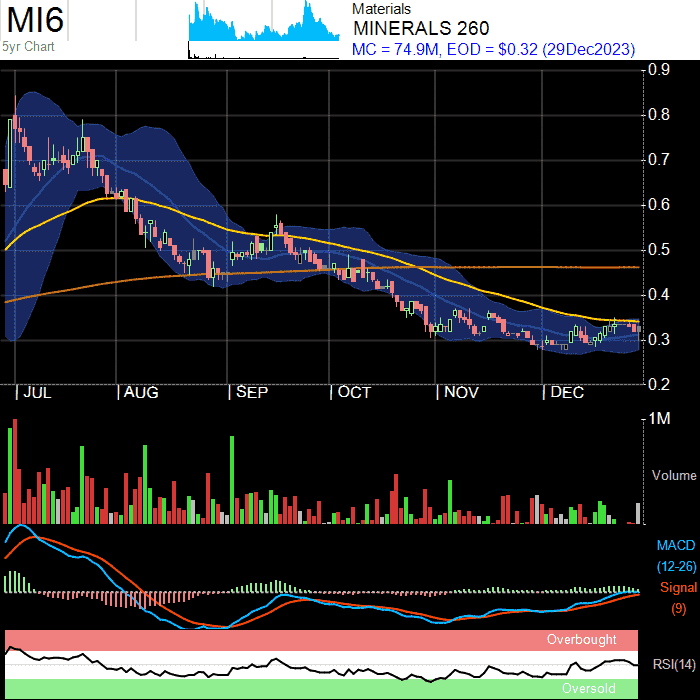 MI6
5yr Chart
Materials
MINERALS 260
MC = 74.9M, EOD = $0.32 (29Dec2023)
0.9
0.8
0.7
0.6
0.5
0.4
0.3
0.2
JUL AUG SEP OCT NOV DEC
1M
Volume
MACD
(12-26)
Signal
(9)
Overbought
RSI(14)
Oversold